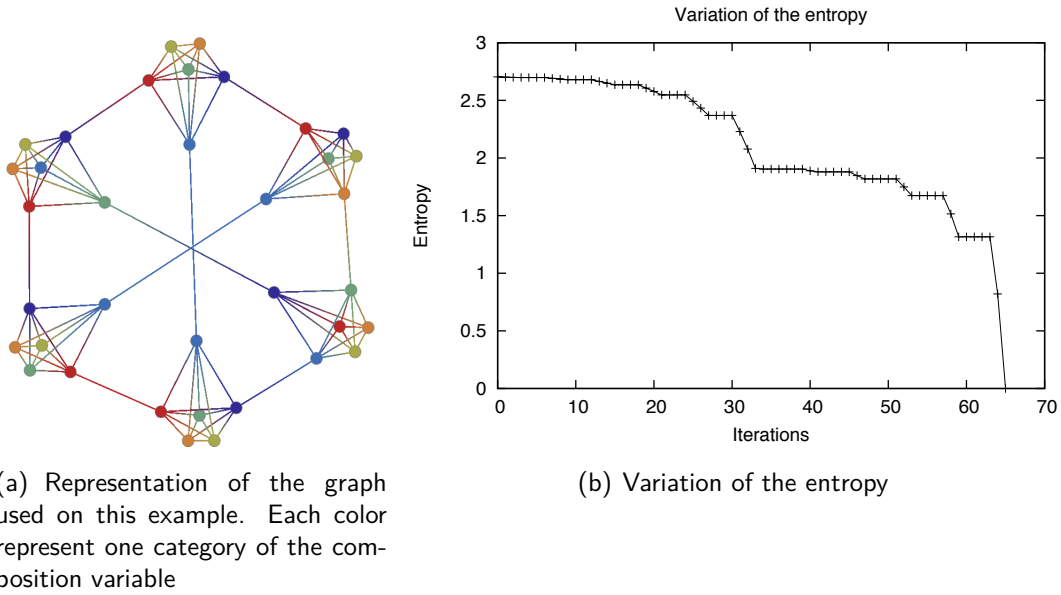 Variation of the entropy
3
2.5
2
1.5
1
0.5
0
Entropy
0 10 20 30 40 50 60 70
Iterations
(a) Representation of the graph
used on this example. Each color
represent one category of the com-
position variable
(b) Variation of the entropy